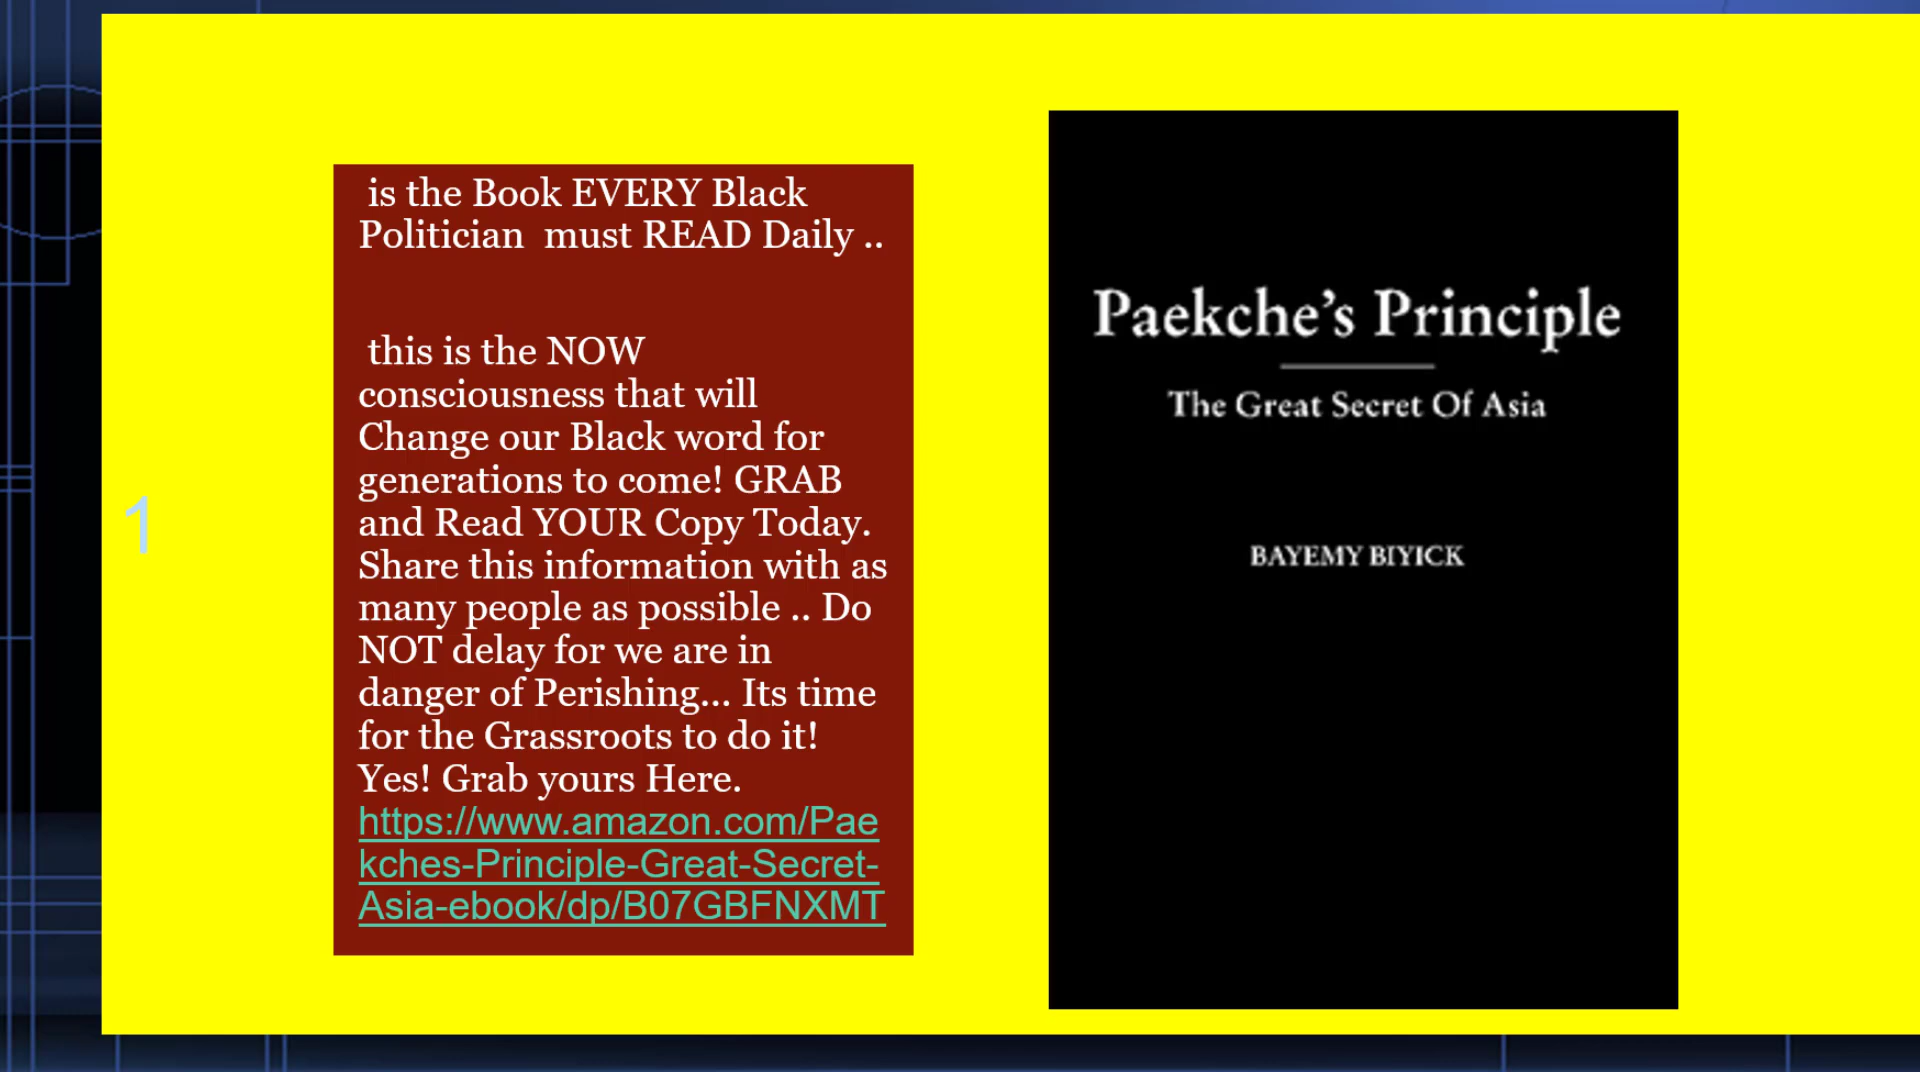 1
is the Book EVERY Black
Politician  must READ Daily ..
this is the NOW
consciousness that will
Change our Black word for
generations to come! GRAB
and Read YOUR Copy Today.
Share this information with as
many people as possible .. Do
NOT delay for we are in
danger of Perishing... Its time
for the Grassroots to do it!
Yes! Grab yours Here.
https://www.amazon.com/Pae
kches-Principle-Great-Secret-
Asia-ebook/dp/B07GBFNXMT
Paekche’s Principle
The Great Secret Of Asia
BAYEMY BIYICK